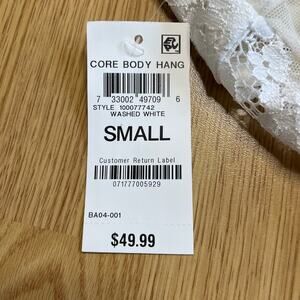 CORE BODY HANG
7 33002 49709 6
STYLE 100077742
WASHED WHITE
SMALL
Customer Return Label
071777005929
BA04-001
$49.99